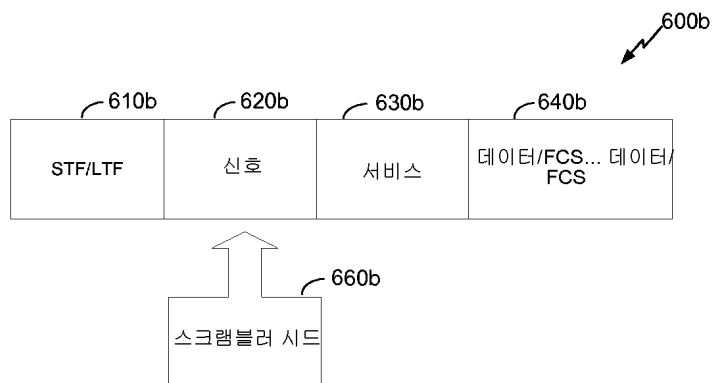 600b
610b
620b
630b
640b
STF/LTF
신호
서비스
데이터/FCS... 데이터/
FCS
660b
스크램블러 시드